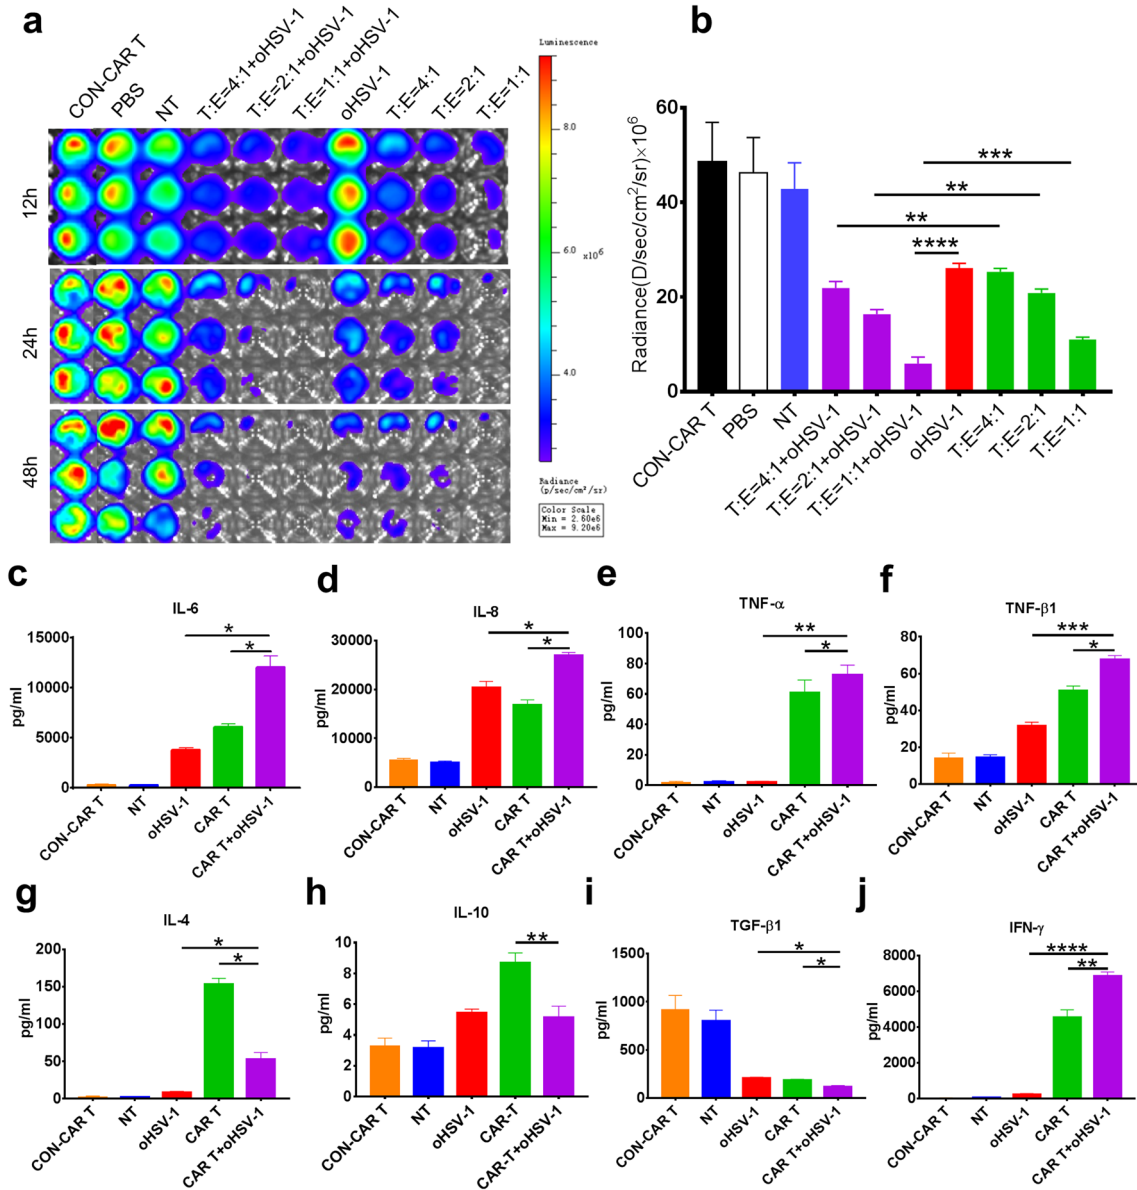 a
CON-CAR T
PBS
NT
T:E=4:1+oHSV-1
T:E=2:1+oHSV-1
T:E=1:1+oHSV-1
oHSV-1
T:E=4:1
T:E=2:1
T:E=1:1
12h
24h
48h
Luminescence
8.0
6.0
x10⁶
4.0
Radiance
(p/sec/cm²/sr)
Color Scale
Min = 2.60e6
Max = 9.20e6
b
Radiance(D/sec/cm²/sr)×10⁶
60
40
20
0
***
**
**
****
CON-CAR T
PBS
NT
T:E=4:1+oHSV-1
T:E=2:1+oHSV-1
T:E=1:1+oHSV-1
oHSV-1
T:E=4:1
T:E=2:1
T:E=1:1
c
IL-6
pg/ml
15000
10000
5000
0
*
*
CON-CAR T
NT
oHSV-1
CAR T
CAR T+oHSV-1
d
IL-8
pg/ml
30000
20000
10000
0
*
*
CON-CAR T
NT
oHSV-1
CAR T
CAR T+oHSV-1
e
TNF-α
pg/ml
100
80
60
40
20
0
**
*
CON-CAR T
NT
oHSV-1
CAR T
CAR T+oHSV-1
f
TNF-β1
pg/ml
80
60
40
20
0
***
*
CON-CAR T
NT
oHSV-1
CAR T
CAR T+oHSV-1
g
IL-4
pg/ml
200
150
100
50
0
*
*
CON-CAR T
NT
oHSV-1
CAR T
CAR T+oHSV-1
h
IL-10
pg/ml
10
8
6
4
2
0
**
CON-CAR T
NT
oHSV-1
CAR-T
CAR-T+oHSV-1
i
TGF-β1
pg/ml
1500
1000
500
0
*
*
CON-CAR T
NT
oHSV-1
CAR T
CAR T+oHSV-1
j
IFN-γ
pg/ml
8000
6000
4000
2000
0
****
**
CON-CAR T
NT
oHSV-1
CAR T
CAR T+oHSV-1